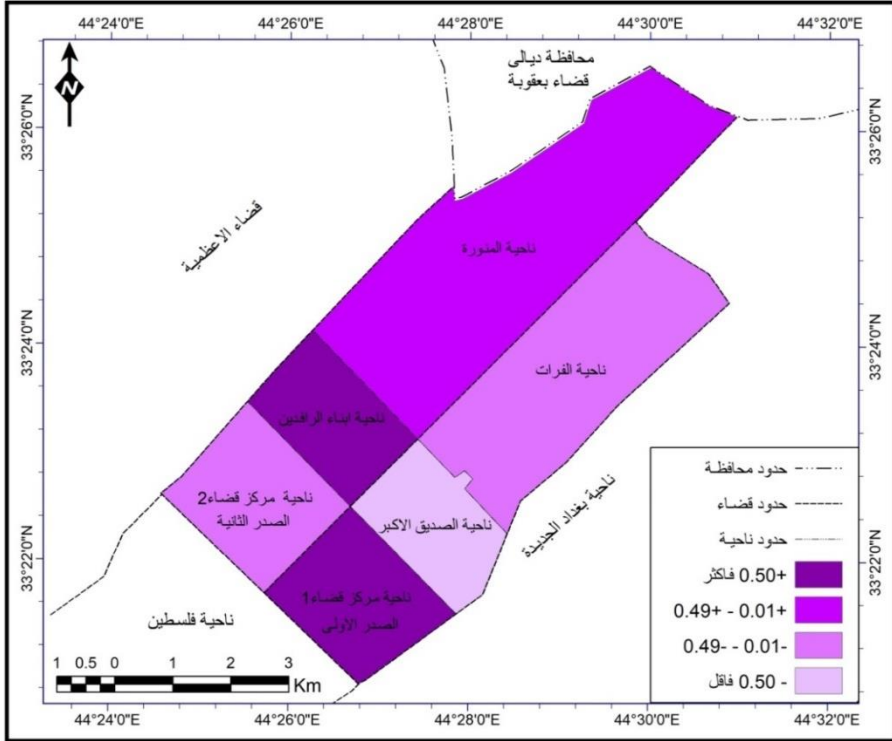 44°24'0"E
44°26'0"E
44°28'0"E
44°30'0"E
44°32'0"E
N
محافظة ديالى
قضاء بعقوبة
33°26'0"N
33°26'0"N
قضاء الاعظمية
ناحية المنورة
33°24'0"N
33°24'0"N
ناحية الفرات
ناحية ابناء الرافدين
ناحية مركز قضاء2
الصدر الثانية
ناحية الصديق الاكبر
ناحية بغداد الجديدة
33°22'0"N
33°22'0"N
ناحية مركز قضاء1
الصدر الاولى
ناحية فلسطين
حدود محافظة
حدود قضاء
حدود ناحية
+0.50 فاكثر
+0.01 - +0.49
-0.01 - -0.49
- 0.50 فاقل
1 0.5 0 1 2 3
Km
44°24'0"E
44°26'0"E
44°28'0"E
44°30'0"E
44°32'0"E